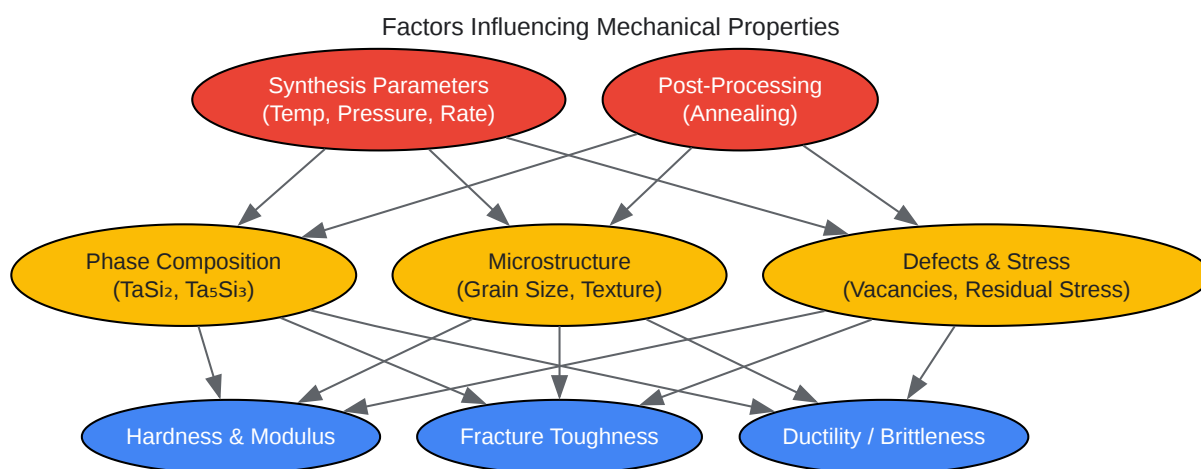 Factors Influencing Mechanical Properties
Synthesis Parameters
(Temp, Pressure, Rate)
Post-Processing
(Annealing)
Phase Composition
(TaSi₂, Ta₅Si₃)
Microstructure
(Grain Size, Texture)
Defects & Stress
(Vacancies, Residual Stress)
Hardness & Modulus
Fracture Toughness
Ductility / Brittleness